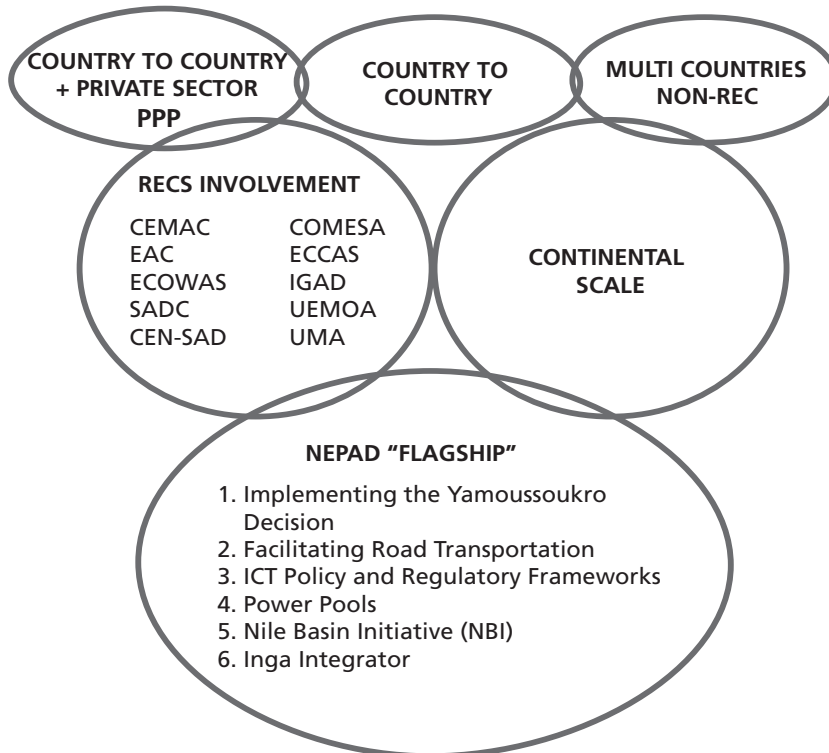 COUNTRY TO COUNTRY
+ PRIVATE SECTOR
PPP
COUNTRY TO
COUNTRY
MULTI COUNTRIES
NON-REC
RECS INVOLVEMENT
CEMAC COMESA
EAC ECCAS
ECOWAS IGAD
SADC UEMOA
CEN-SAD UMA
CONTINENTAL
SCALE
NEPAD “FLAGSHIP”
1. Implementing the Yamoussoukro
Decision
2. Facilitating Road Transportation
3. ICT Policy and Regulatory Frameworks
4. Power Pools
5. Nile Basin Initiative (NBI)
6. Inga Integrator